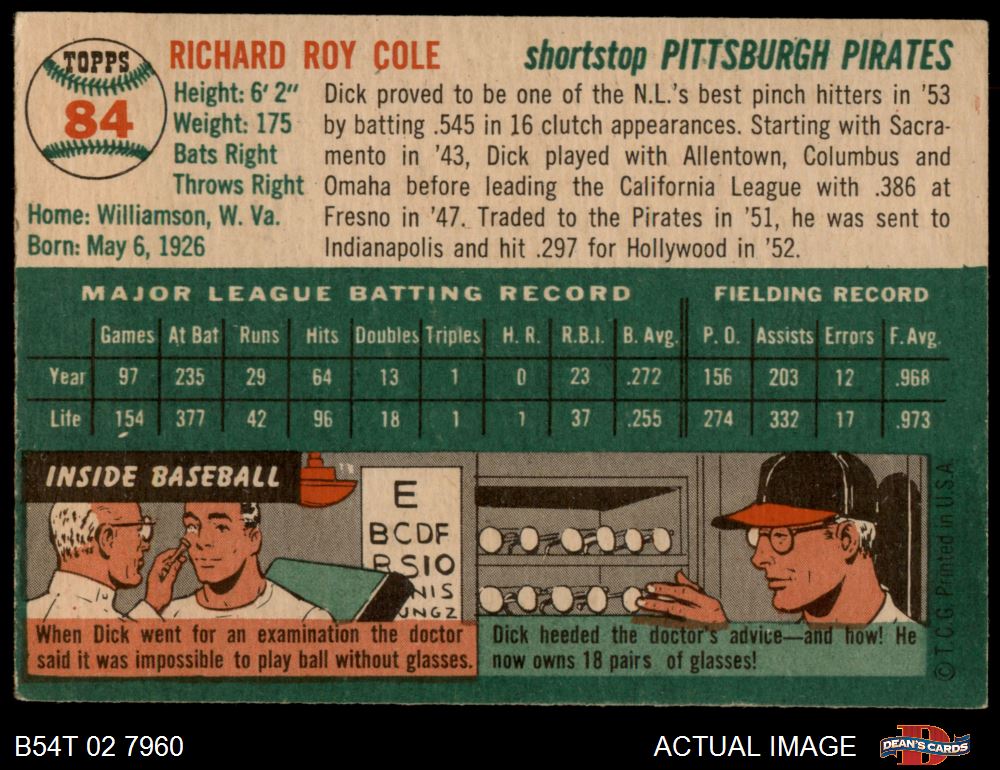 TOPPS
84
RICHARD ROY COLE
shortstop PITTSBURGH PIRATES
Height: 6' 2"
Weight: 175
Bats Right
Throws Right
Home: Williamson, W. Va.
Born: May 6, 1926
Dick proved to be one of the N.L.'s best pinch hitters in '53
by batting .545 in 16 clutch appearances. Starting with Sacra-
mento in '43, Dick played with Allentown, Columbus and
Omaha before leading the California League with .386 at
Fresno in '47. Traded to the Pirates in '51, he was sent to
Indianapolis and hit .297 for Hollywood in '52.
MAJOR LEAGUE BATTING RECORD FIELDING RECORD
Games At Bat Runs Hits Doubles Triples H. R. R.B.I. B. Avg. P. O. Assists Errors F. Avg.
Year 97 235 29 64 13 1 0 23 .272 156 203 12 .968
Life 154 377 42 96 18 1 1 37 .255 274 332 17 .973
INSIDE BASEBALL
E
BCDF
RSIO
NIS
UNGZ
When Dick went for an examination the doctor
said it was impossible to play ball without glasses.
Dick heeded the doctor's advice—and how! He
now owns 18 pairs of glasses!
© T.C.G. Printed in U.S.A.
B54T 02 7960
ACTUAL IMAGE
DEAN'S CARDS